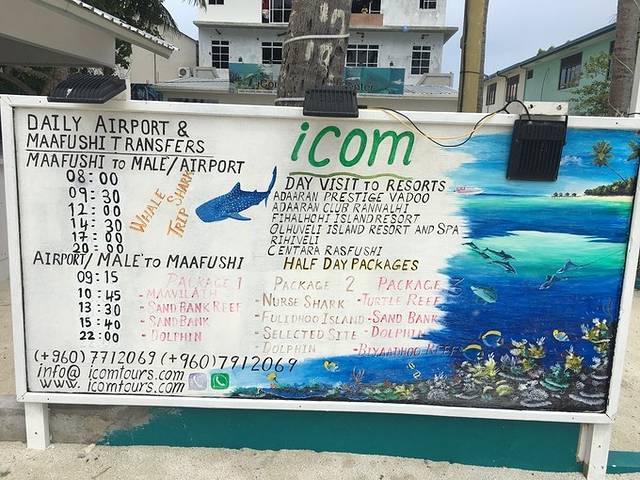 DAILY AIRPORT &
MAAFUSHI TRANSFERS
MAAFUSHI TO MALE/AIRPORT
08:00
09:30
12:00
14:30
17:00
20:00
WHALE SHARK
TRIP
AIRPORT/MALE TO MAAFUSHI
09:15
10:45
13:30
15:40
22:00
icom
DAY VISIT TO RESORTS
ADAARAN PRESTIGE VADOO
ADAARAN CLUB RANNALHI
FIHALHOHI ISLAND RESORT
OLHUVELI ISLAND RESORT AND SPA
RIHIVELI
CENTARA RASFUSHI
HALF DAY PACKAGES
PACKAGE 1
- MAAVILATH
- SAND BANK REEF
- SAND BANK
- DOLPHIN
PACKAGE 2
- NURSE SHARK
- FULIDHOO ISLAND
- SELECTED SITE
- DOLPHIN
PACKAGE
- TURTLE REEF
- SAND BANK
- DOLPHIN
- BIYAADHOO REEF
(+960) 7712069 (+960) 7912069
info@icomtours.com
www.icomtours.com